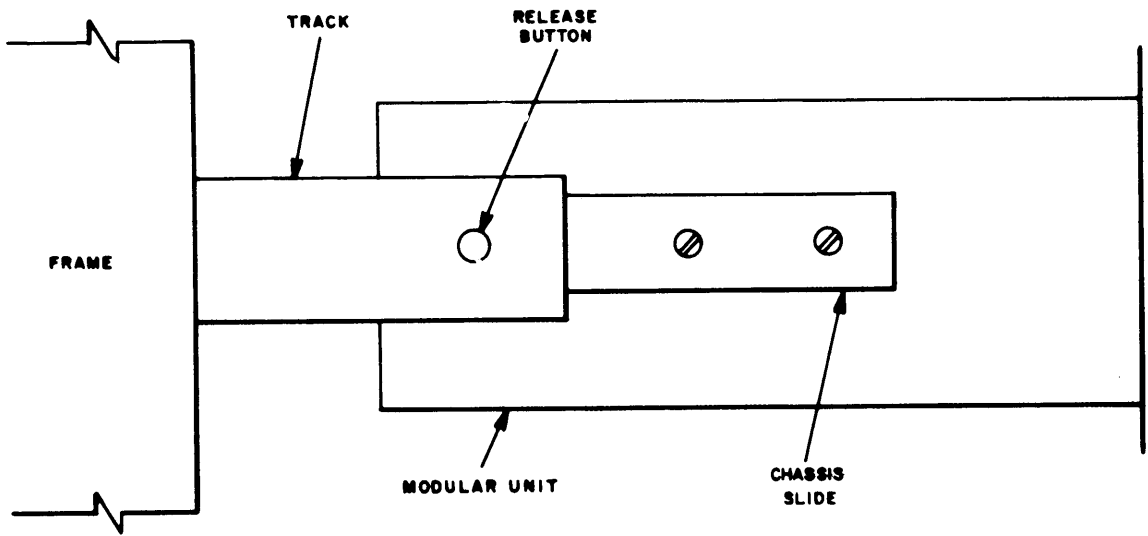 TRACK
RELEASE
BUTTON
FRAME
MODULAR UNIT
CHASSIS
SLIDE